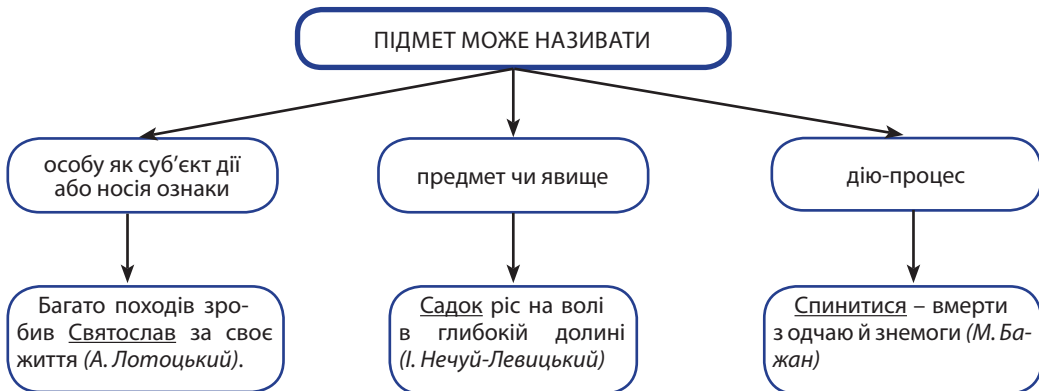 ПІДМЕТ МОЖЕ НАЗИВАТИ
особу як суб’єкт дії
або носія ознаки
предмет чи явище
дію-процес
Багато походів зро-
бив Святослав за своє
життя (А. Лотоцький).
Садок ріс на волі
в глибокій долині
(І. Нечуй-Левицький)
Спинитися – вмерти
з одчаю й знемоги (М. Ба-
жан)